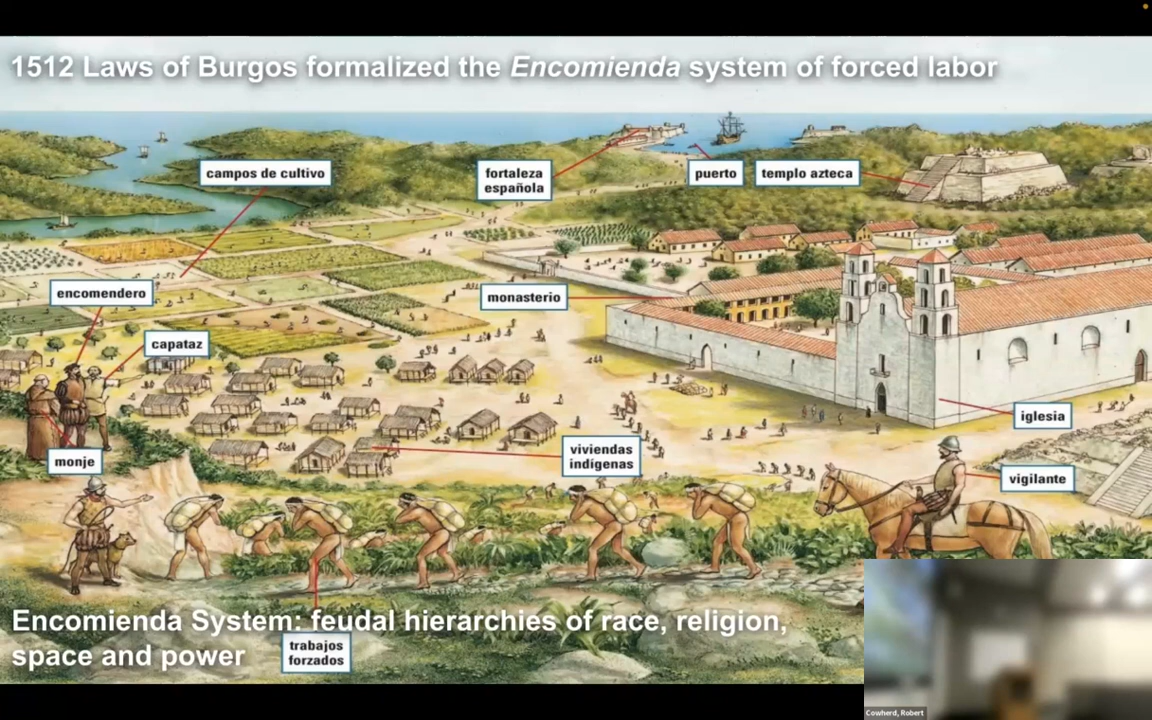 1512 Laws of Burgos formalized the Encomienda system of forced labor
campos de cultivo
fortaleza
española
puerto
templo azteca
encomendero
monasterio
capataz
iglesia
monje
viviendas
indígenas
vigilante
Encomienda System: feudal hierarchies of race, religion,
space and power
trabajos
forzados
Cowherd, Robert